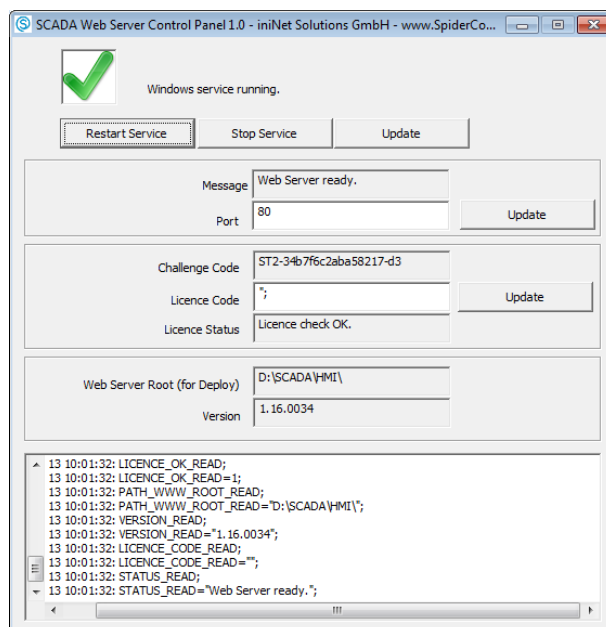 SCADA Web Server Control Panel 1.0 - iniNet Solutions GmbH - www.SpiderCo...
Windows service running.
Restart Service Stop Service Update
Message Web Server ready.
Port 80 Update
Challenge Code ST2-34b7f6c2aba58217-d3
Licence Code "; Update
Licence Status Licence check OK.
Web Server Root (for Deploy) D:\SCADA\HMI\
Version 1.16.0034
13 10:01:32: LICENCE_OK_READ;
13 10:01:32: LICENCE_OK_READ=1;
13 10:01:32: PATH_WWW_ROOT_READ;
13 10:01:32: PATH_WWW_ROOT_READ="D:\SCADA\HMI\";
13 10:01:32: VERSION_READ;
13 10:01:32: VERSION_READ="1.16.0034";
13 10:01:32: LICENCE_CODE_READ;
13 10:01:32: LICENCE_CODE_READ="";
13 10:01:32: STATUS_READ;
13 10:01:32: STATUS_READ="Web Server ready.";